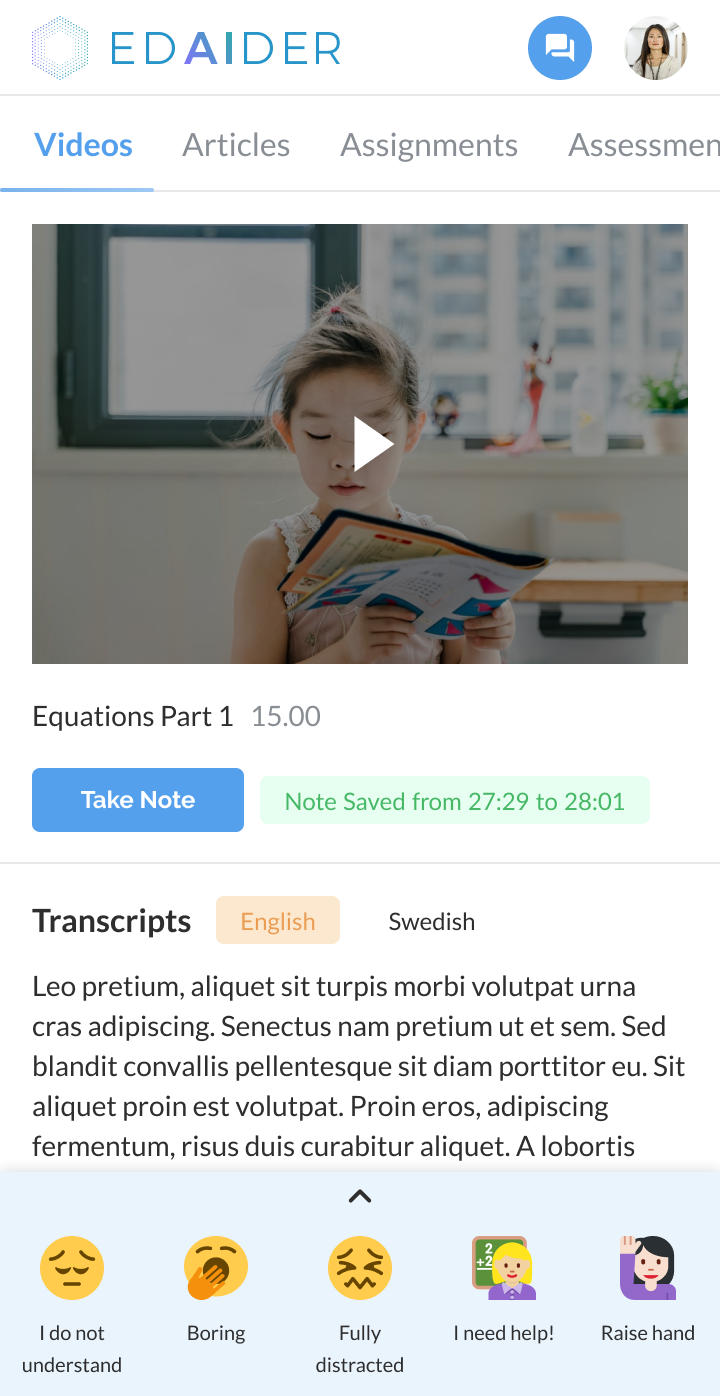 EDAIDER
Videos Articles Assignments Assessmen
Equations Part 1 15.00
Take Note Note Saved from 27:29 to 28:01
Transcripts English Swedish
Leo pretium, aliquet sit turpis morbi volutpat urna
cras adipiscing. Senectus nam pretium ut et sem. Sed
blandit convallis pellentesque sit diam porttitor eu. Sit
aliquet proin est volutpat. Proin eros, adipiscing
fermentum, risus duis curabitur aliquet. A lobortis
2
+2
I do not
understand
Boring
Fully
distracted
I need help!
Raise hand